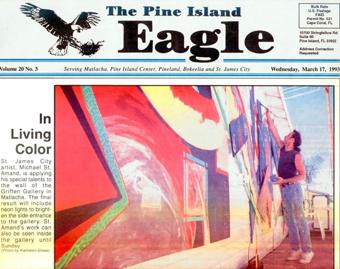 The Pine Island
Eagle
Bulk Rate
U.S. Postage
PAID
Permit No. 531
Cape Coral, FL
10700 Stringfellow Rd.
Suite 60
Pine Island, FL 33922
Address Correction
Requested
Volume 20 No. 3
Serving Matlacha, Pine Island Center, Pineland, Bokeelia and St. James City
Wednesday, March 17, 1993
In
Living
Color
St. James City
artist, Michael St.
Amand, is applying
his special talents to
the wall of the
Griffen Gallery in
Matlacha. The final
result will include
neon lights to bright-
en the side entrance
to the gallery. St.
Amand's work can
also be seen inside
the gallery until
Sunday
(Photo by Kathleen